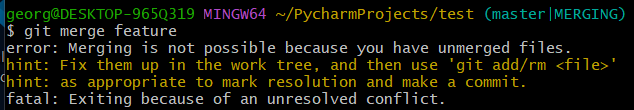 georg@DESKTOP-965Q319 MINGW64 ~/PycharmProjects/test (master|MERGING)
$ git merge feature
error: Merging is not possible because you have unmerged files.
hint: Fix them up in the work tree, and then use 'git add/rm <file>'
hint: as appropriate to mark resolution and make a commit.
fatal: Exiting because of an unresolved conflict.